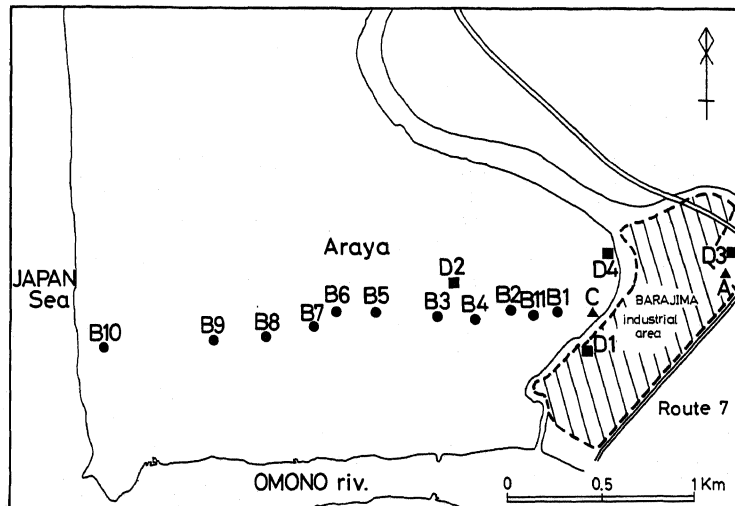 Araya
JAPAN
Sea
D2
D4
D3
A
B10
B9
B8
B7
B6
B5
B3
B4
B2
B11
B1
C
BARAJIMA
industrial
area
D1
Route 7
OMONO riv.
0 0.5 1 Km